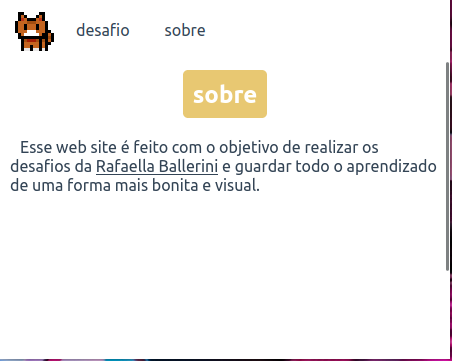 desafio sobre
sobre
Esse web site é feito com o objetivo de realizar os
desafios da Rafaella Ballerini e guardar todo o aprendizado
de uma forma mais bonita e visual.